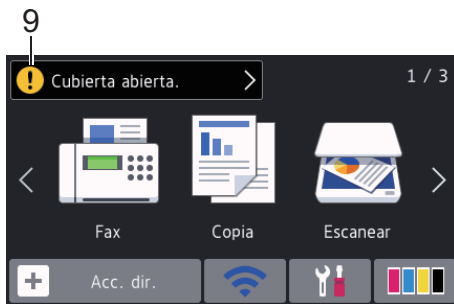 9
Cubierta abierta.
1 / 3
Fax
Copia
Escanear
Acc. dir.